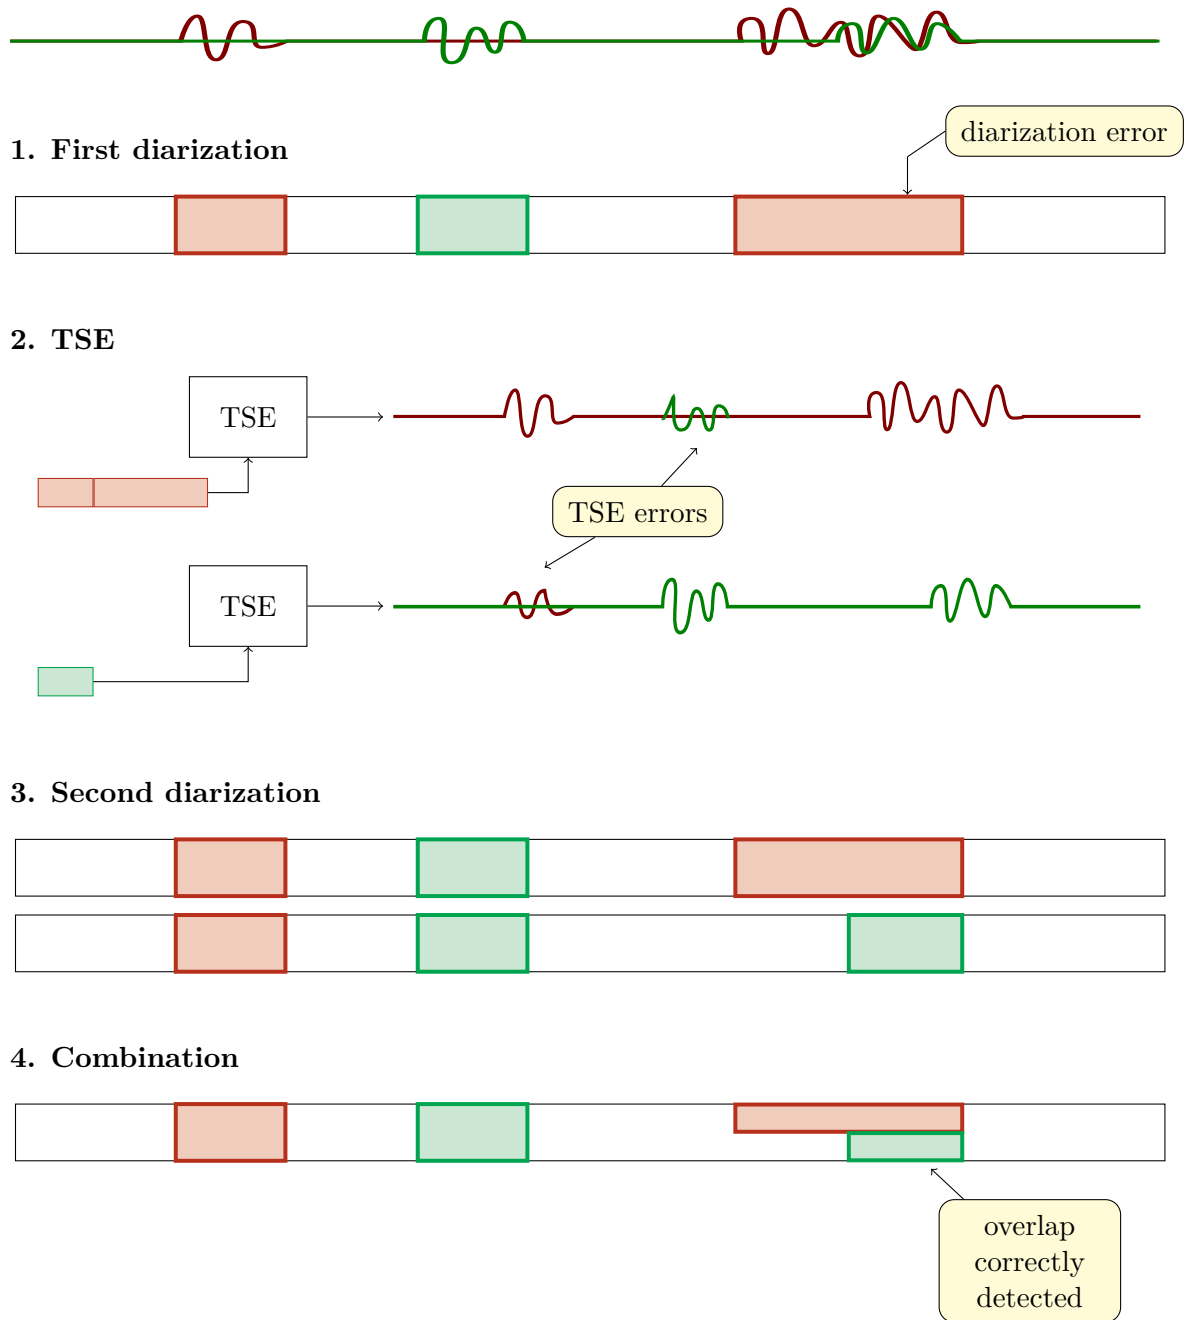 diarization error
1. First diarization
2. TSE
TSE
TSE errors
TSE
3. Second diarization
4. Combination
overlap
correctly
detected